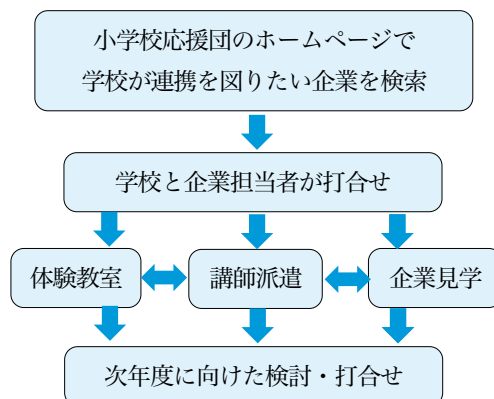 小学校応援団のホームページで
学校が連携を図りたい企業を検索
学校と企業担当者が打合せ
体験教室
講師派遣
企業見学
次年度に向けた検討・打合せ